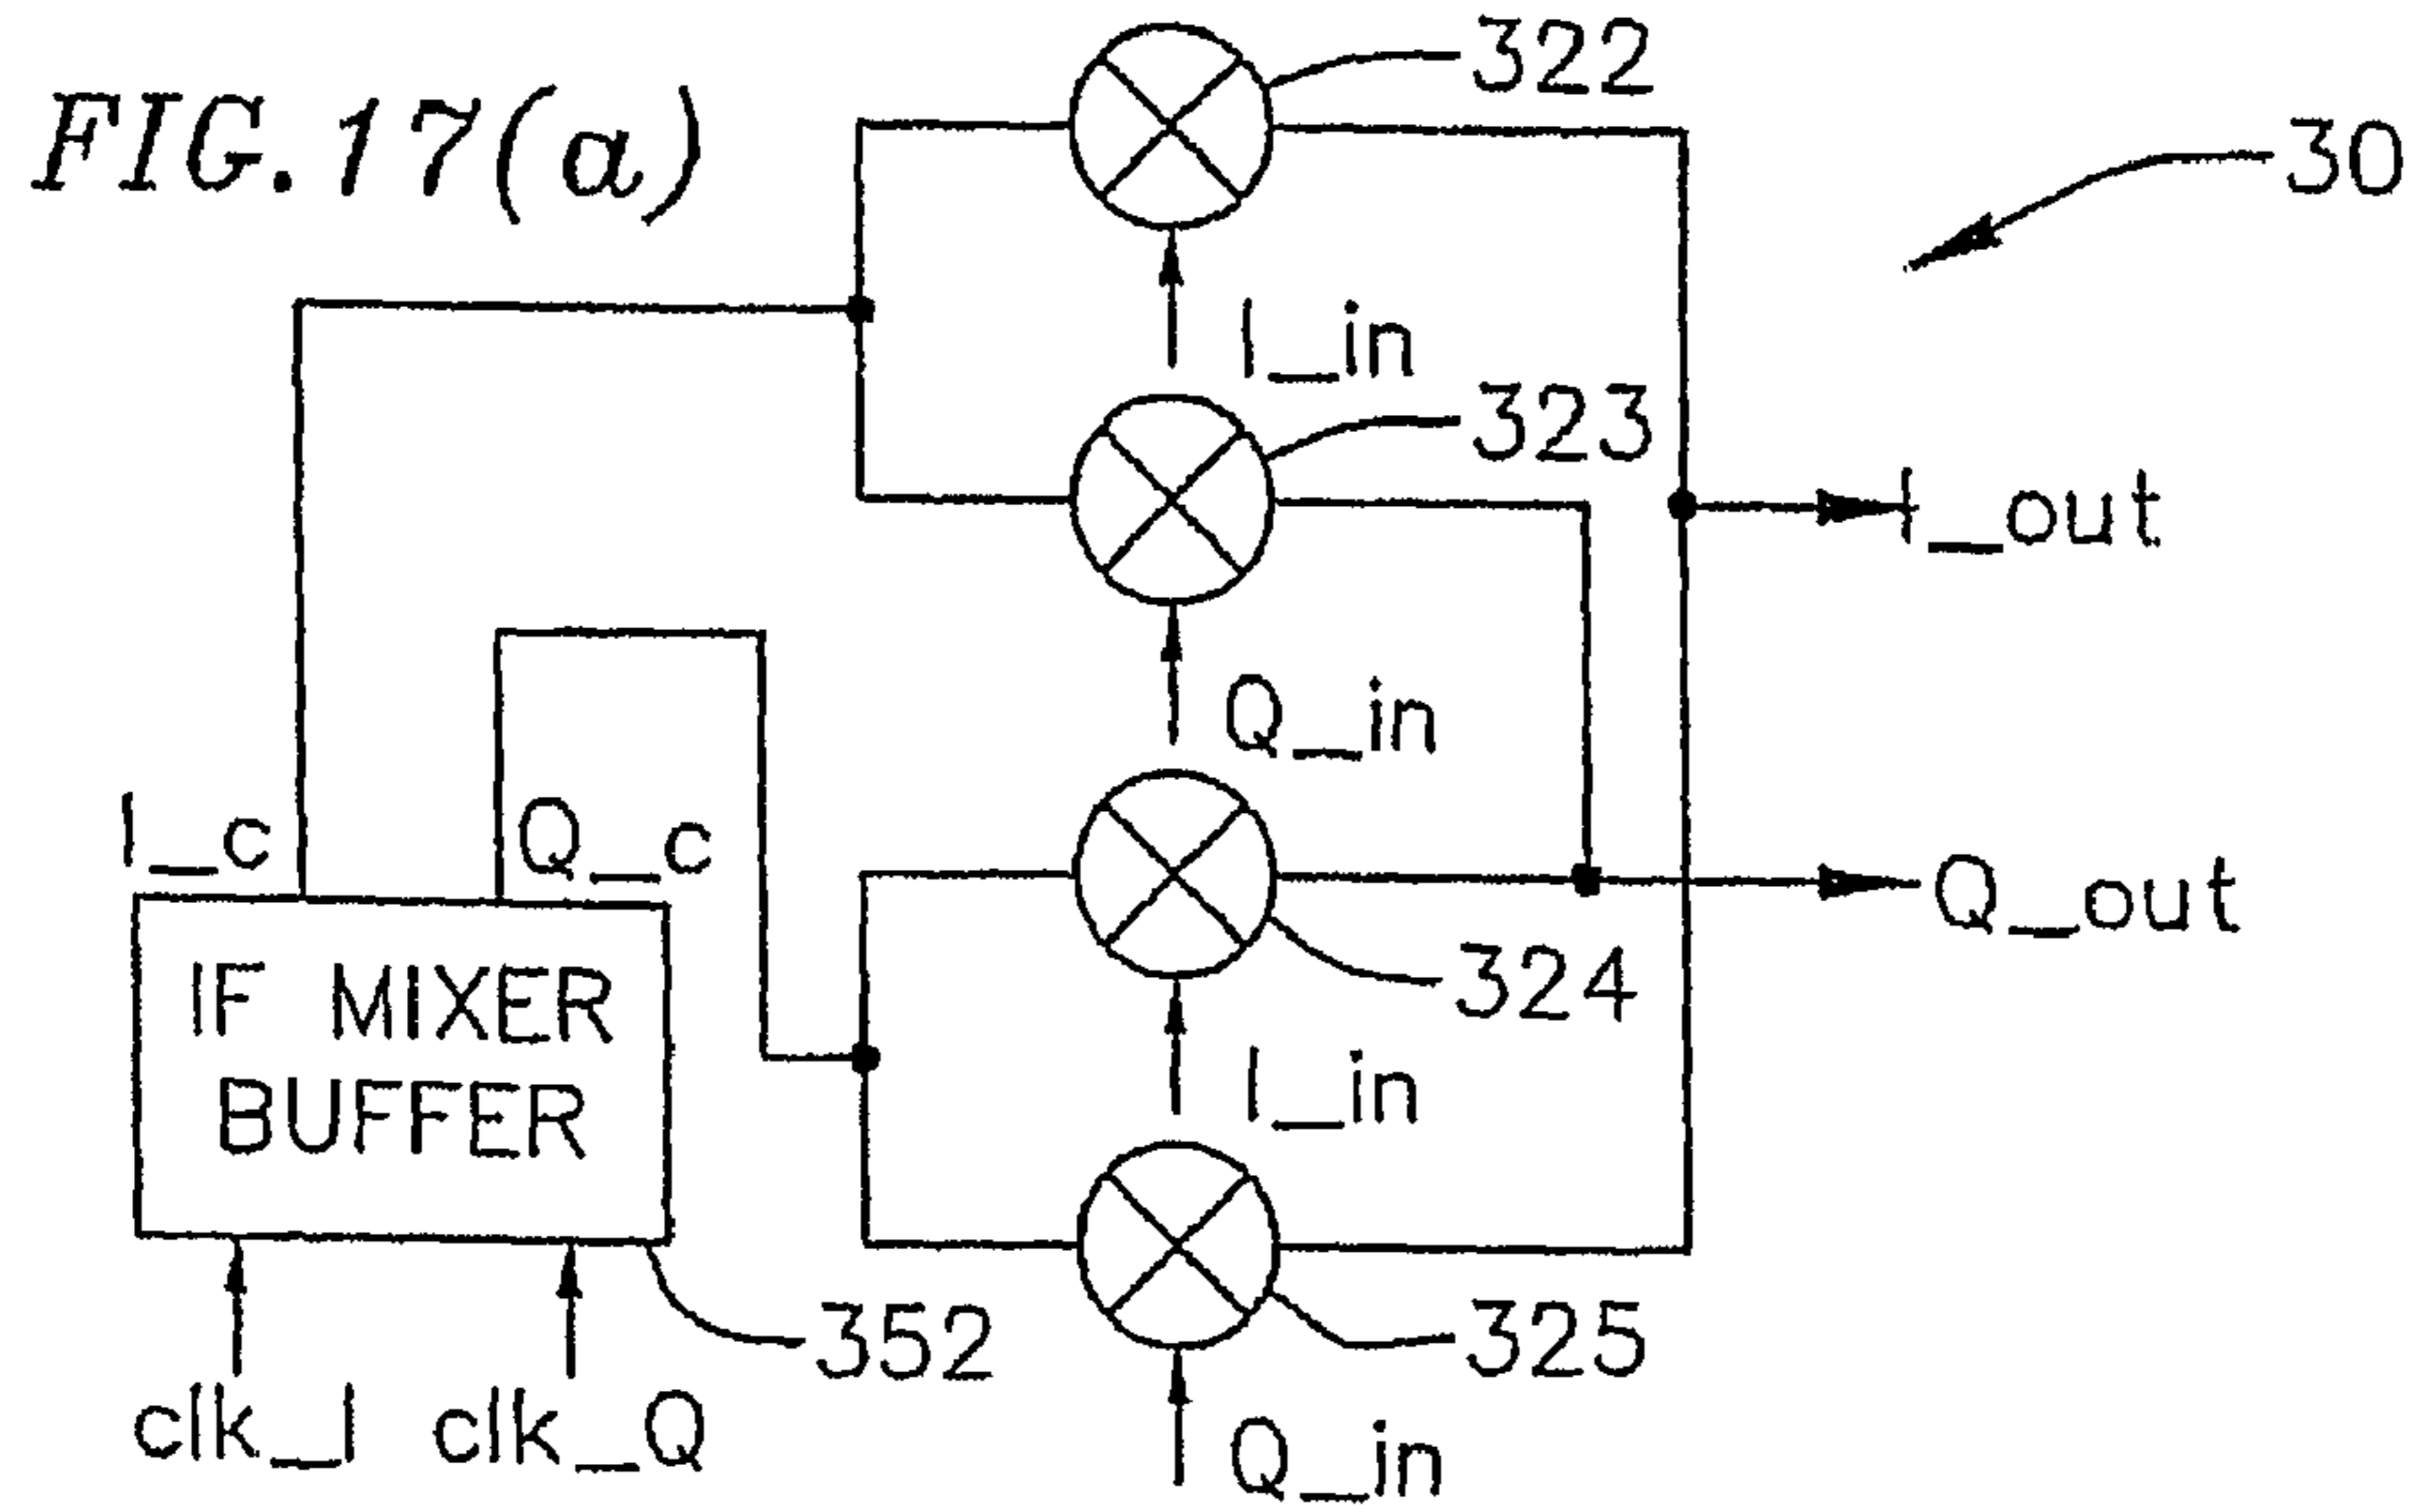 FIG.17(a)
322
30
I_in
323
I_out
Q_in
I_c
Q_c
Q_out
IF MIXER
BUFFER
324
I_in
352
325
clk_I
clk_Q
Q_in